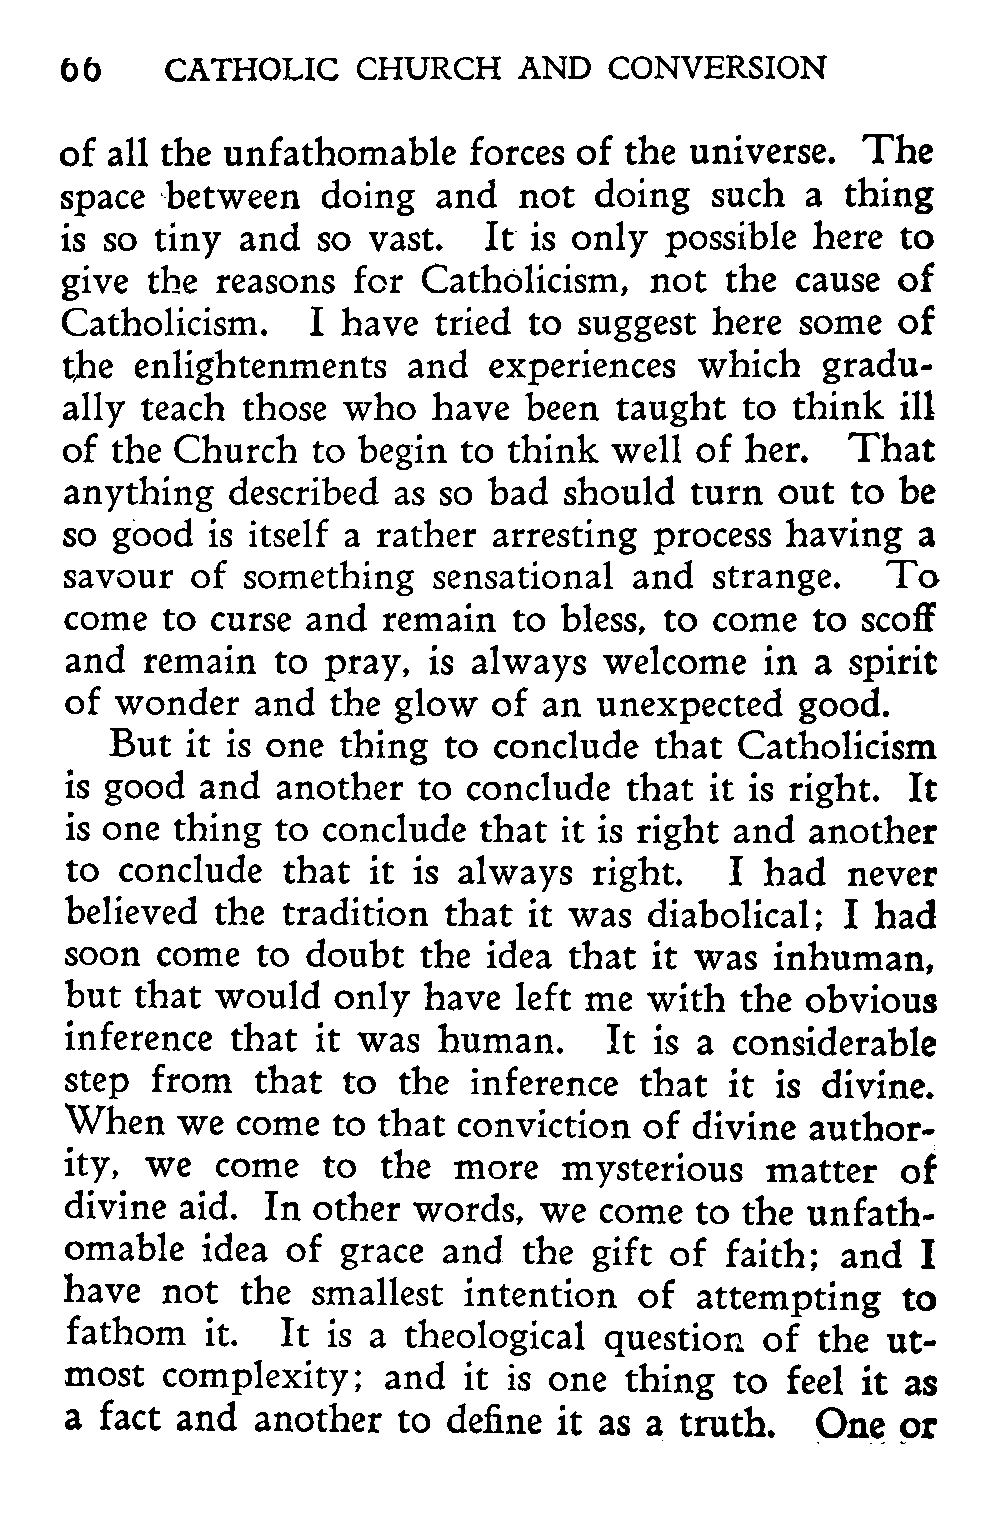 66 CATHOLIC CHURCH AND CONVERSION
of all the unfathomable forces of the universe. The
space between doing and not doing such a thing
is so tiny and so vast. It is only possible here to
give the reasons for Catholicism, not the cause of
Catholicism. I have tried to suggest here some of
the enlightenments and experiences which gradu-
ally teach those who have been taught to think ill
of the Church to begin to think well of her. That
anything described as so bad should turn out to be
so good is itself a rather arresting process having a
savour of something sensational and strange. To
come to curse and remain to bless, to come to scoff
and remain to pray, is always welcome in a spirit
of wonder and the glow of an unexpected good.
But it is one thing to conclude that Catholicism
is good and another to conclude that it is right. It
is one thing to conclude that it is right and another
to conclude that it is always right. I had never
believed the tradition that it was diabolical; I had
soon come to doubt the idea that it was inhuman,
but that would only have left me with the obvious
inference that it was human. It is a considerable
step from that to the inference that it is divine.
When we come to that conviction of divine author-
ity, we come to the more mysterious matter of
divine aid. In other words, we come to the unfath-
omable idea of grace and the gift of faith; and I
have not the smallest intention of attempting to
fathom it. It is a theological question of the ut-
most complexity; and it is one thing to feel it as
a fact and another to define it as a truth. One or